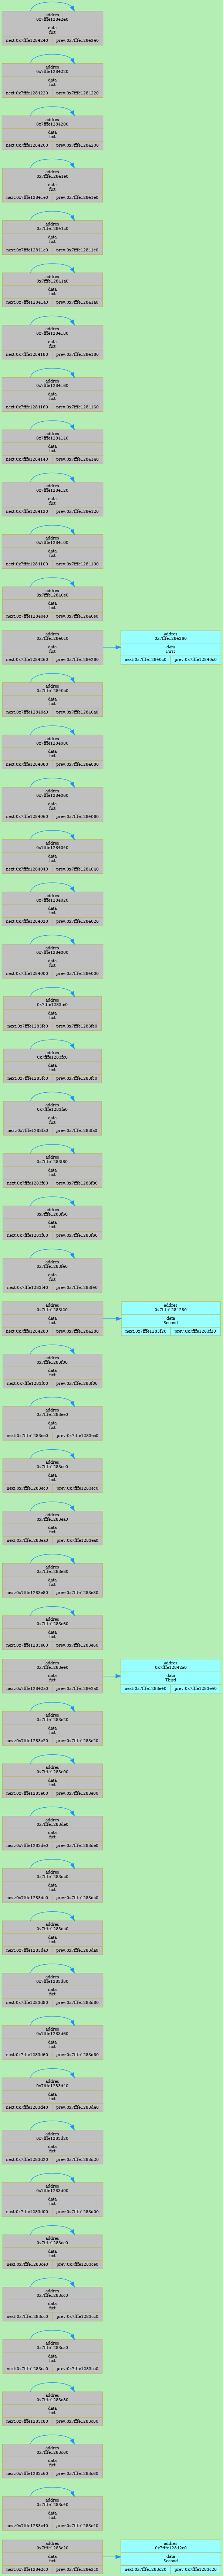 addres
0x7fffe1284240
data
fict
next:0x7fffe1284240 prev:0x7fffe1284240
addres
0x7fffe1284220
data
fict
next:0x7fffe1284220 prev:0x7fffe1284220
addres
0x7fffe1284200
data
fict
next:0x7fffe1284200 prev:0x7fffe1284200
addres
0x7fffe12841e0
data
fict
next:0x7fffe12841e0 prev:0x7fffe12841e0
addres
0x7fffe12841c0
data
fict
next:0x7fffe12841c0 prev:0x7fffe12841c0
addres
0x7fffe12841a0
data
fict
next:0x7fffe12841a0 prev:0x7fffe12841a0
addres
0x7fffe1284180
data
fict
next:0x7fffe1284180 prev:0x7fffe1284180
addres
0x7fffe1284160
data
fict
next:0x7fffe1284160 prev:0x7fffe1284160
addres
0x7fffe1284140
data
fict
next:0x7fffe1284140 prev:0x7fffe1284140
addres
0x7fffe1284120
data
fict
next:0x7fffe1284120 prev:0x7fffe1284120
addres
0x7fffe1284100
data
fict
next:0x7fffe1284100 prev:0x7fffe1284100
addres
0x7fffe12840e0
data
fict
next:0x7fffe12840e0 prev:0x7fffe12840e0
addres
0x7fffe12840c0
data
fict
next:0x7fffe1284260 prev:0x7fffe1284260
addres
0x7fffe1284260
data
First
next:0x7fffe12840c0 prev:0x7fffe12840c0
addres
0x7fffe12840a0
data
fict
next:0x7fffe12840a0 prev:0x7fffe12840a0
addres
0x7fffe1284080
data
fict
next:0x7fffe1284080 prev:0x7fffe1284080
addres
0x7fffe1284060
data
fict
next:0x7fffe1284060 prev:0x7fffe1284060
addres
0x7fffe1284040
data
fict
next:0x7fffe1284040 prev:0x7fffe1284040
addres
0x7fffe1284020
data
fict
next:0x7fffe1284020 prev:0x7fffe1284020
addres
0x7fffe1284000
data
fict
next:0x7fffe1284000 prev:0x7fffe1284000
addres
0x7fffe1283fe0
data
fict
next:0x7fffe1283fe0 prev:0x7fffe1283fe0
addres
0x7fffe1283fc0
data
fict
next:0x7fffe1283fc0 prev:0x7fffe1283fc0
addres
0x7fffe1283fa0
data
fict
next:0x7fffe1283fa0 prev:0x7fffe1283fa0
addres
0x7fffe1283f80
data
fict
next:0x7fffe1283f80 prev:0x7fffe1283f80
addres
0x7fffe1283f60
data
fict
next:0x7fffe1283f60 prev:0x7fffe1283f60
addres
0x7fffe1283f40
data
fict
next:0x7fffe1283f40 prev:0x7fffe1283f40
addres
0x7fffe1283f20
data
fict
next:0x7fffe1284280 prev:0x7fffe1284280
addres
0x7fffe1284280
data
Second
next:0x7fffe1283f20 prev:0x7fffe1283f20
addres
0x7fffe1283f00
data
fict
next:0x7fffe1283f00 prev:0x7fffe1283f00
addres
0x7fffe1283ee0
data
fict
next:0x7fffe1283ee0 prev:0x7fffe1283ee0
addres
0x7fffe1283ec0
data
fict
next:0x7fffe1283ec0 prev:0x7fffe1283ec0
addres
0x7fffe1283ea0
data
fict
next:0x7fffe1283ea0 prev:0x7fffe1283ea0
addres
0x7fffe1283e80
data
fict
next:0x7fffe1283e80 prev:0x7fffe1283e80
addres
0x7fffe1283e60
data
fict
next:0x7fffe1283e60 prev:0x7fffe1283e60
addres
0x7fffe1283e40
data
fict
next:0x7fffe12842a0 prev:0x7fffe12842a0
addres
0x7fffe12842a0
data
Third
next:0x7fffe1283e40 prev:0x7fffe1283e40
addres
0x7fffe1283e20
data
fict
next:0x7fffe1283e20 prev:0x7fffe1283e20
addres
0x7fffe1283e00
data
fict
next:0x7fffe1283e00 prev:0x7fffe1283e00
addres
0x7fffe1283de0
data
fict
next:0x7fffe1283de0 prev:0x7fffe1283de0
addres
0x7fffe1283dc0
data
fict
next:0x7fffe1283dc0 prev:0x7fffe1283dc0
addres
0x7fffe1283da0
data
fict
next:0x7fffe1283da0 prev:0x7fffe1283da0
addres
0x7fffe1283d80
data
fict
next:0x7fffe1283d80 prev:0x7fffe1283d80
addres
0x7fffe1283d60
data
fict
next:0x7fffe1283d60 prev:0x7fffe1283d60
addres
0x7fffe1283d40
data
fict
next:0x7fffe1283d40 prev:0x7fffe1283d40
addres
0x7fffe1283d20
data
fict
next:0x7fffe1283d20 prev:0x7fffe1283d20
addres
0x7fffe1283d00
data
fict
next:0x7fffe1283d00 prev:0x7fffe1283d00
addres
0x7fffe1283ce0
data
fict
next:0x7fffe1283ce0 prev:0x7fffe1283ce0
addres
0x7fffe1283cc0
data
fict
next:0x7fffe1283cc0 prev:0x7fffe1283cc0
addres
0x7fffe1283ca0
data
fict
next:0x7fffe1283ca0 prev:0x7fffe1283ca0
addres
0x7fffe1283c80
data
fict
next:0x7fffe1283c80 prev:0x7fffe1283c80
addres
0x7fffe1283c60
data
fict
next:0x7fffe1283c60 prev:0x7fffe1283c60
addres
0x7fffe1283c40
data
fict
next:0x7fffe1283c40 prev:0x7fffe1283c40
addres
0x7fffe1283c20
data
fict
next:0x7fffe12842c0 prev:0x7fffe12842c0
addres
0x7fffe12842c0
data
Second
next:0x7fffe1283c20 prev:0x7fffe1283c20